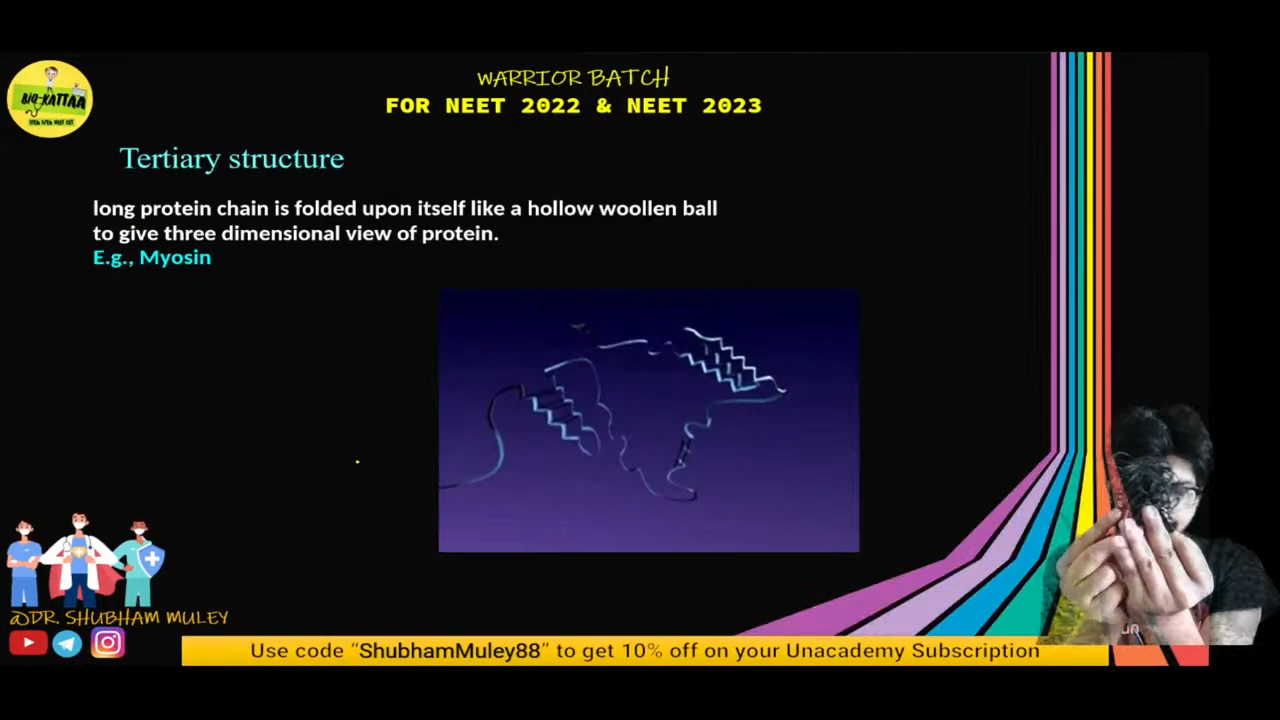 WARRIOR BATCH
FOR NEET 2022 & NEET 2023
BIO-KATTAA
Tertiary structure
long protein chain is folded upon itself like a hollow woollen ball
to give three dimensional view of protein.
E.g., Myosin
@DR. SHUBHAM MULEY
Use code “ShubhamMuley88” to get 10% off on your Unacademy Subscription